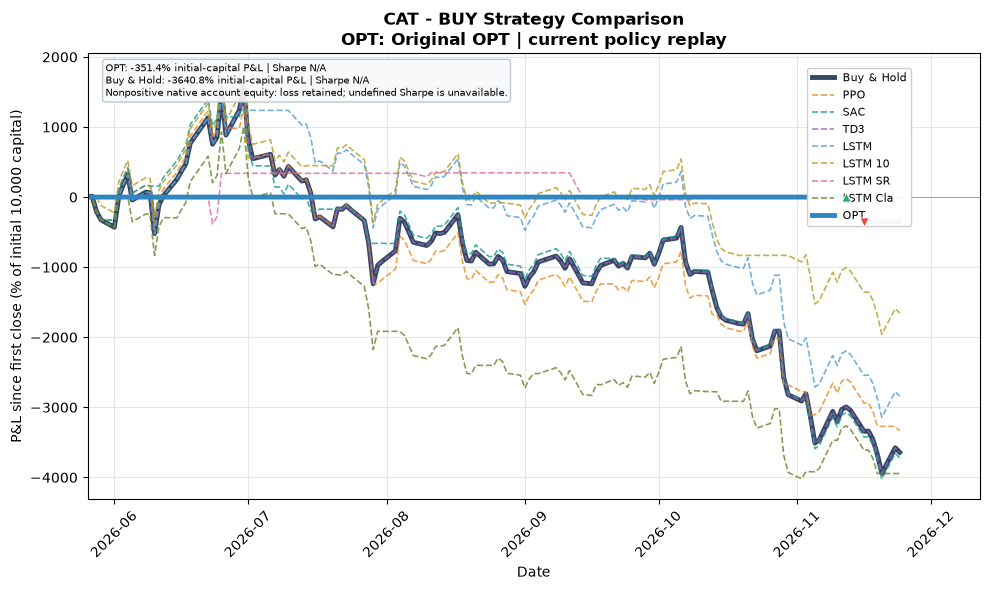 CAT - BUY Strategy Comparison
OPT: Original OPT | current policy replay
OPT: -351.4% initial-capital P&L | Sharpe N/A
Buy & Hold: -3640.8% initial-capital P&L | Sharpe N/A
Nonpositive native account equity: loss retained; undefined Sharpe is unavailable.
Buy & Hold
PPO
SAC
TD3
LSTM
LSTM 10
LSTM SR
LSTM Cla
OPT
P&L since first close (% of initial 10,000 capital)
2000
1000
0
−1000
−2000
−3000
−4000
2026-06
2026-07
2026-08
2026-09
2026-10
2026-11
2026-12
Date